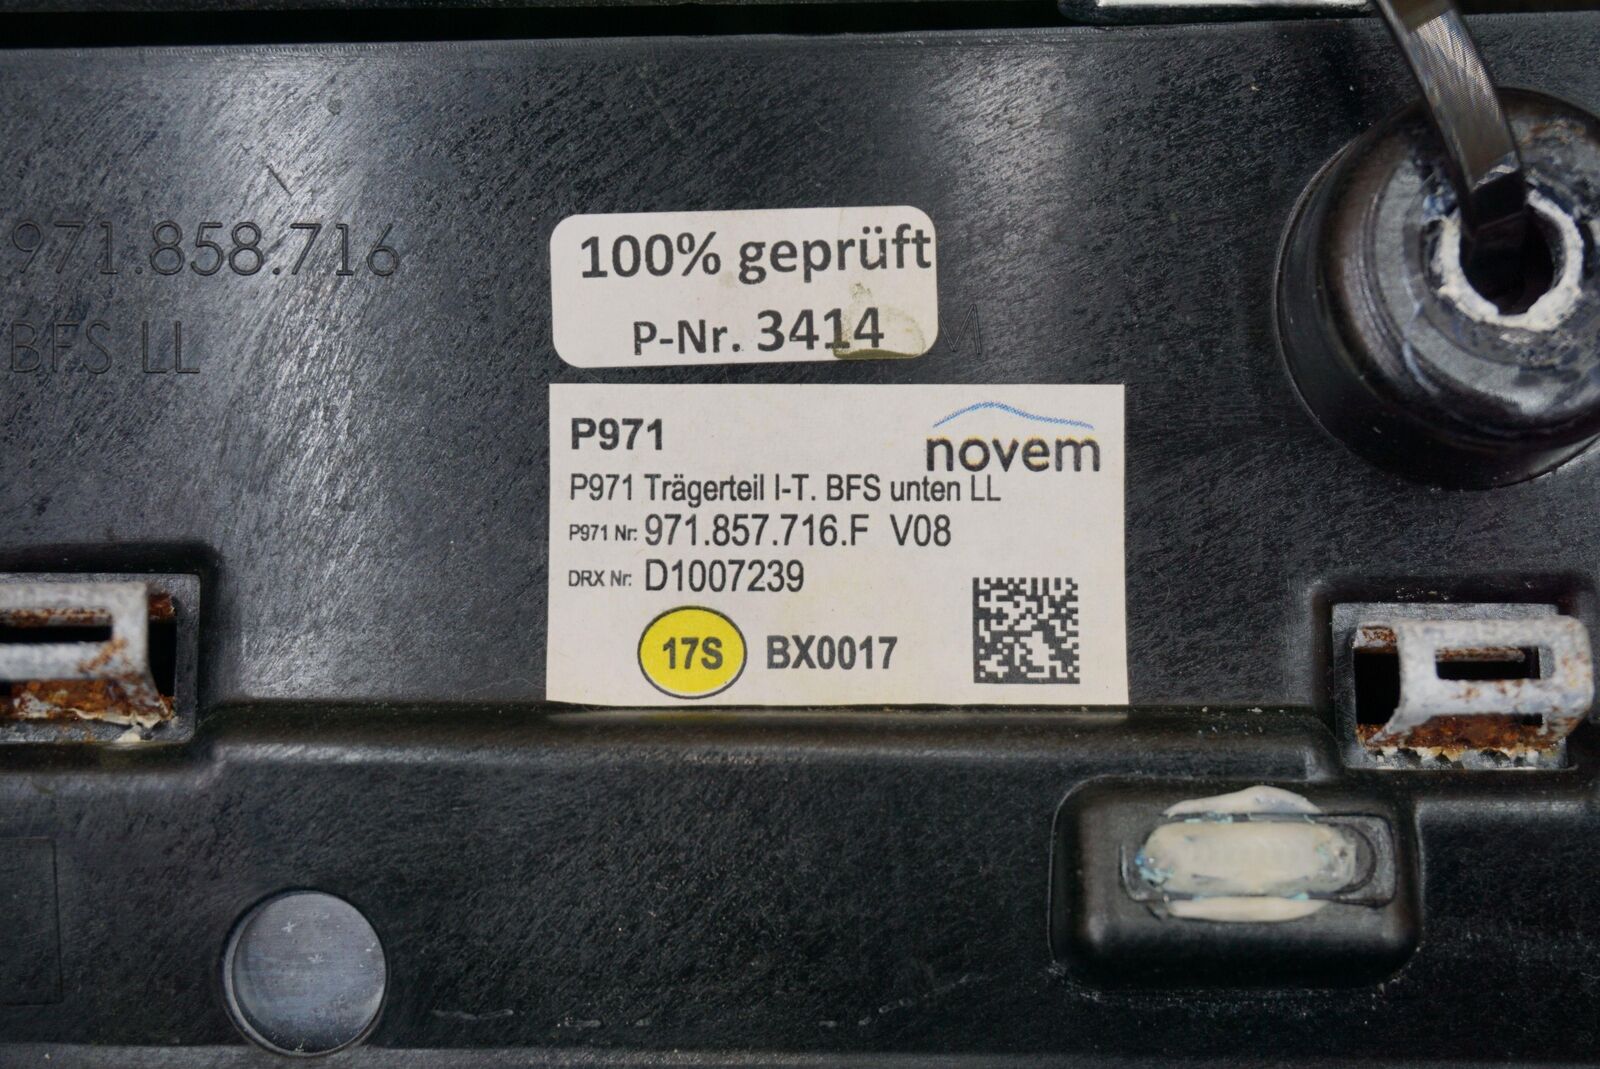 971.858.716
BFS LL
100% geprüft
P-Nr. 3414
M
P971
novem
P971 Trägerteil I-T. BFS unten LL
P971 Nr: 971.857.716.F V08
DRX Nr: D1007239
17S BX0017